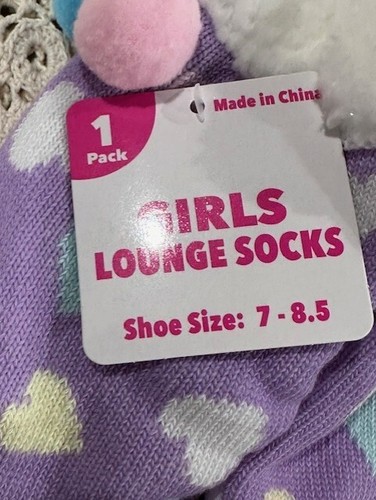 Made in China
1
Pack
GIRLS
LOUNGE SOCKS
Shoe Size: 7 - 8.5